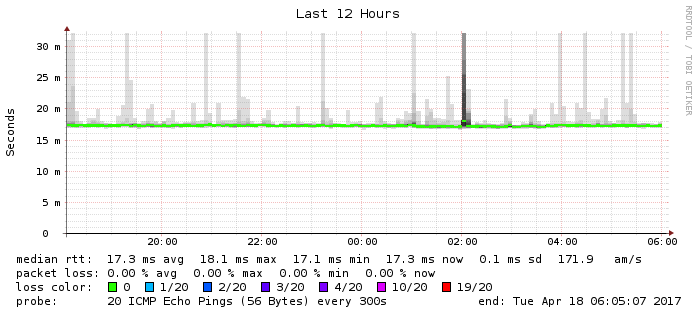 Last 12 Hours
RRDTOOL / TOBI OETIKER
Seconds
30 m
25 m
20 m
15 m
10 m
5 m
0
20:00 22:00 00:00 02:00 04:00 06:00
median rtt: 17.3 ms avg 18.1 ms max 17.1 ms min 17.3 ms now 0.1 ms sd 171.9 am/s
packet loss: 0.00 % avg 0.00 % max 0.00 % min 0.00 % now
loss color: 0 1/20 2/20 3/20 4/20 10/20 19/20
probe: 20 ICMP Echo Pings (56 Bytes) every 300s end: Tue Apr 18 06:05:07 2017